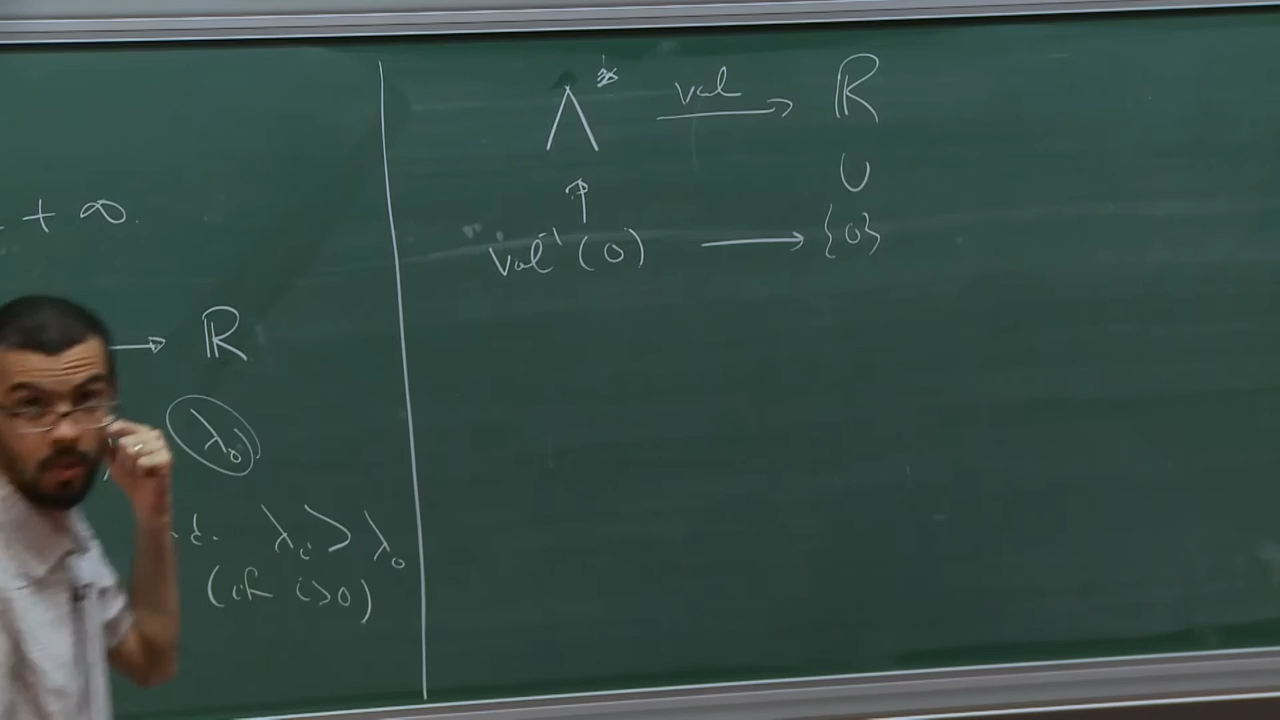 + ∞.
→ ℝ
λ₀
λᵢ > λ₀
(if i>0)
Λ* —val→ ℝ
↑ ∪
val⁻¹(0) → {0}